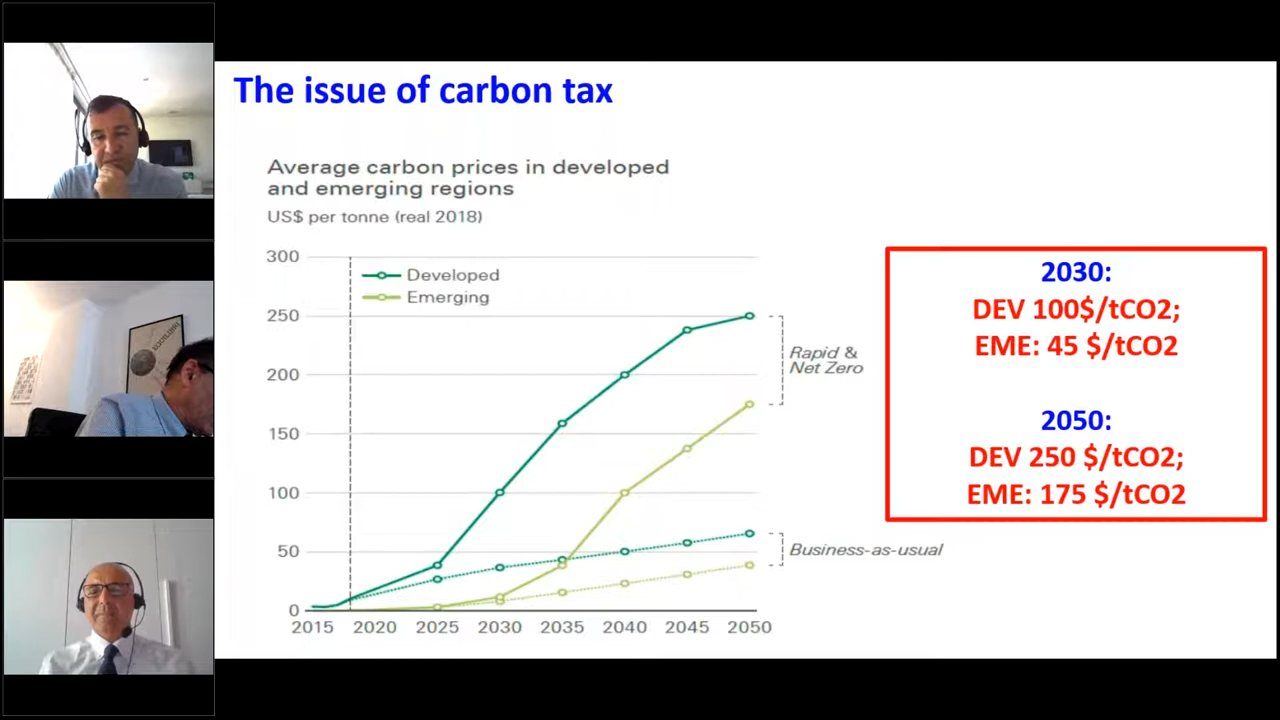 The issue of carbon tax
Average carbon prices in developed
and emerging regions
US$ per tonne (real 2018)
300
250
200
150
100
50
0
Developed
Emerging
Rapid &
Net Zero
Business-as-usual
2015 2020 2025 2030 2035 2040 2045 2050
2030:
DEV 100$/tCO2;
EME: 45 $/tCO2
2050:
DEV 250 $/tCO2;
EME: 175 $/tCO2